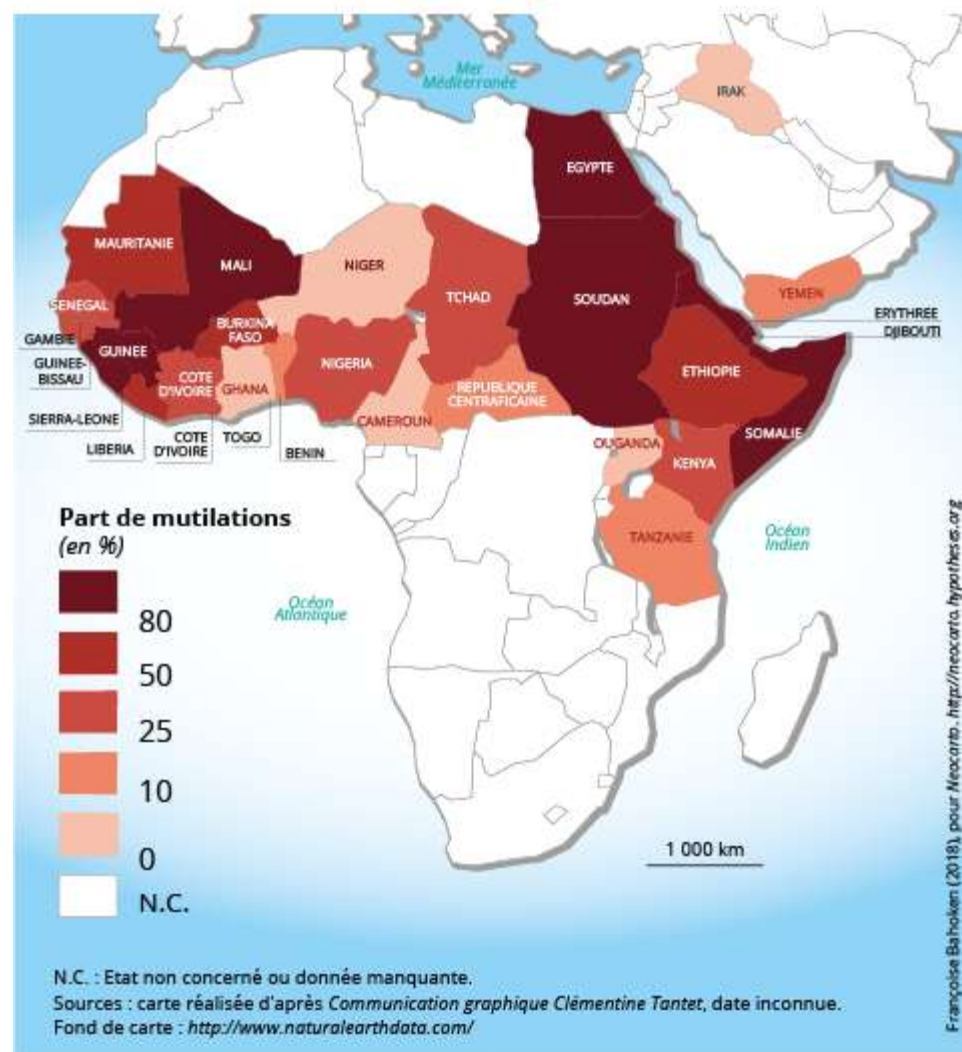 Mer
Méditerranée
IRAK
EGYPTE
MAURITANIE
MALI
NIGER
TCHAD
SOUDAN
YEMEN
SENEGAL
ERYTHREE
DJIBOUTI
GAMBIE
BURKINA
FASO
GUINEE
GUINEE-
BISSAU
NIGERIA
ETHIOPIE
COTE
D'IVOIRE
GHANA
REPUBLIQUE
CENTRAFICAINE
SIERRA-LEONE
CAMEROUN
LIBERIA
COTE
D'IVOIRE
TOGO
BENIN
OUGANDA
SOMALIE
KENYA
TANZANIE
Océan
Indien
Océan
Atlantique
Part de mutilations
(en %)
80
50
25
10
0
N.C.
1 000 km
N.C. : Etat non concerné ou donnée manquante.
Sources : carte réalisée d'après Communication graphique Clémentine Tantet, date inconnue.
Fond de carte : http://www.naturalearthdata.com/
Françoise Bahoken (2018), pour Neocarto. http://neocarto.hypotheses.org